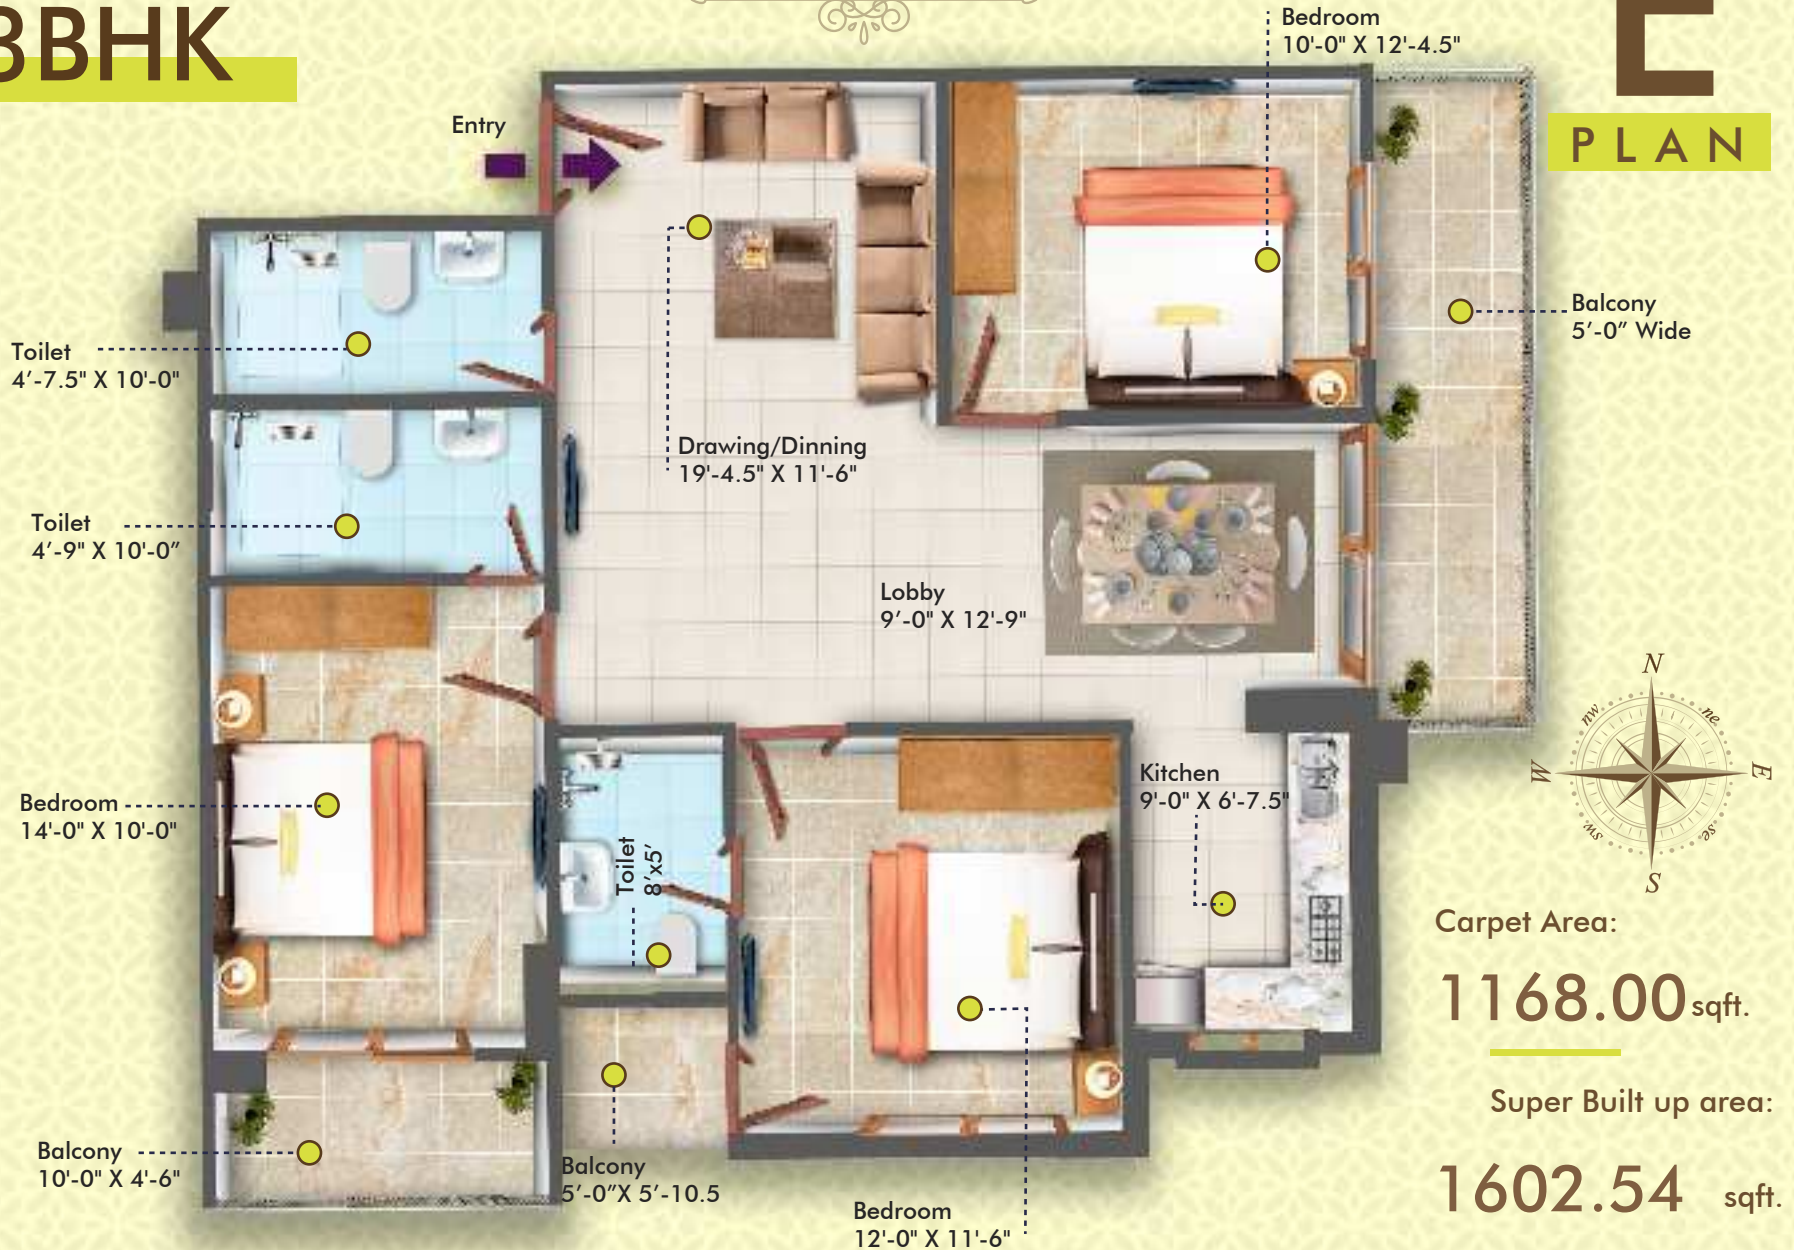 3BHK
E
PLAN
Bedroom
10'-0" X 12'-4.5"
Entry
Balcony
5’-0” Wide
Toilet
4’-7.5" X 10'-0"
Drawing/Dinning
19'-4.5" X 11'-6"
Toilet
4’-9" X 10'-0”
Lobby
9’-0" X 12'-9"
N
nw
ne
W
E
sw
se
S
Kitchen
9'-0" X 6'-7.5"
Bedroom
14'-0" X 10'-0"
Toilet
8’x5’
Carpet Area:
1168.00 sqft.
Super Built up area:
1602.54 sqft.
Balcony
10'-0" X 4'-6"
Balcony
5’-0”X 5’-10.5
Bedroom
12'-0" X 11'-6"